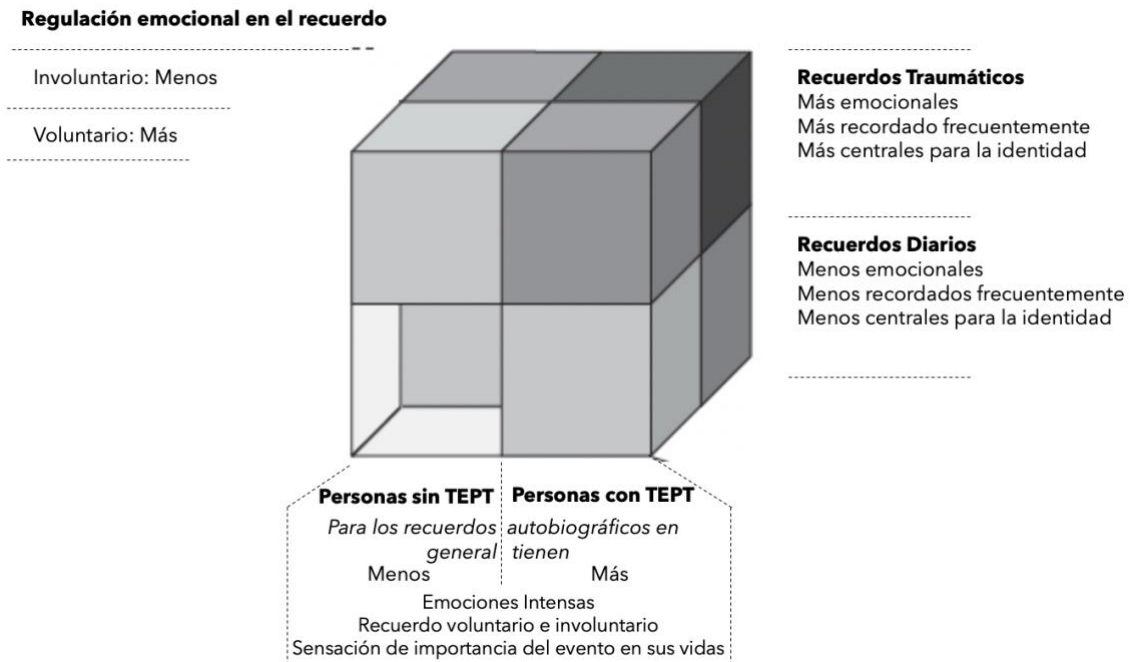 Regulación emocional en el recuerdo
Involuntario: Menos
Voluntario: Más
Recuerdos Traumáticos
Más emocionales
Más recordado frecuentemente
Más centrales para la identidad
Recuerdos Diarios
Menos emocionales
Menos recordados frecuentemente
Menos centrales para la identidad
Personas sin TEPT Personas con TEPT
Para los recuerdos autobiográficos en
general tienen
Menos Más
Emociones Intensas
Recuerdo voluntario e involuntario
Sensación de importancia del evento en sus vidas